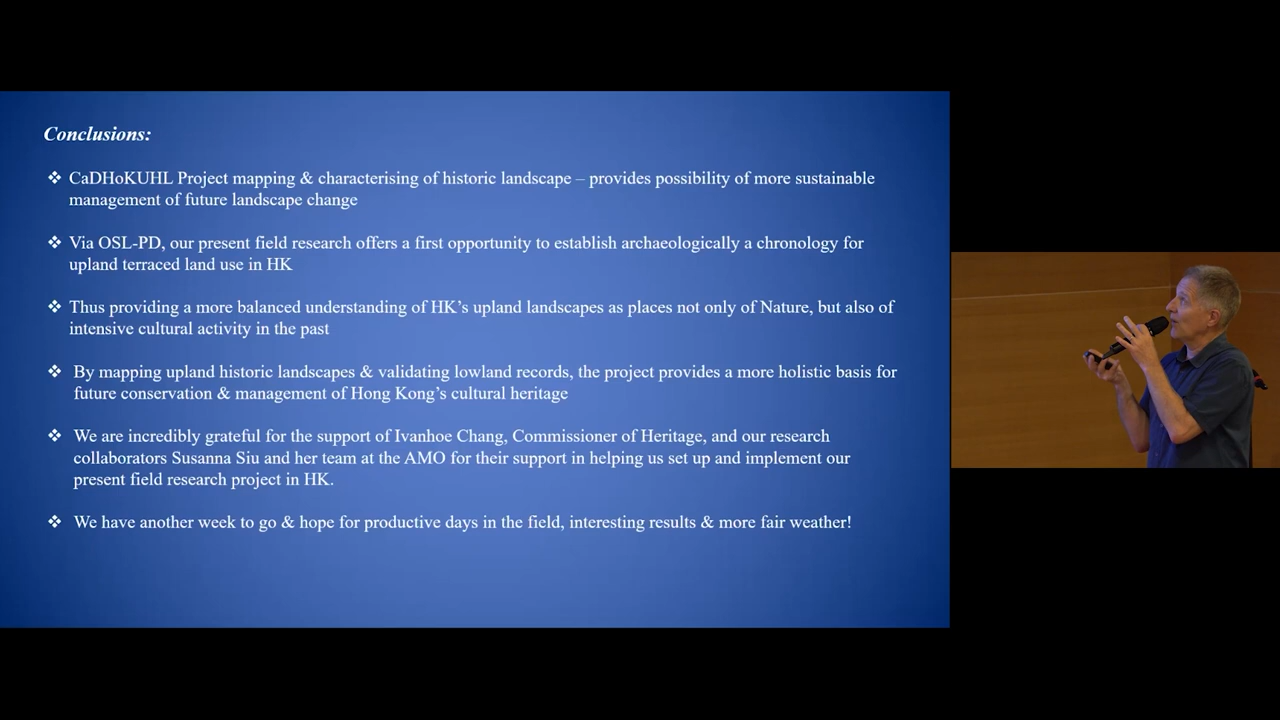 Conclusions:
❖ CaDHoKUHL Project mapping & characterising of historic landscape – provides possibility of more sustainable
management of future landscape change
❖ Via OSL-PD, our present field research offers a first opportunity to establish archaeologically a chronology for
upland terraced land use in HK
❖ Thus providing a more balanced understanding of HK’s upland landscapes as places not only of Nature, but also of
intensive cultural activity in the past
❖ By mapping upland historic landscapes & validating lowland records, the project provides a more holistic basis for
future conservation & management of Hong Kong’s cultural heritage
❖ We are incredibly grateful for the support of Ivanhoe Chang, Commissioner of Heritage, and our research
collaborators Susanna Siu and her team at the AMO for their support in helping us set up and implement our
present field research project in HK.
❖ We have another week to go & hope for productive days in the field, interesting results & more fair weather!